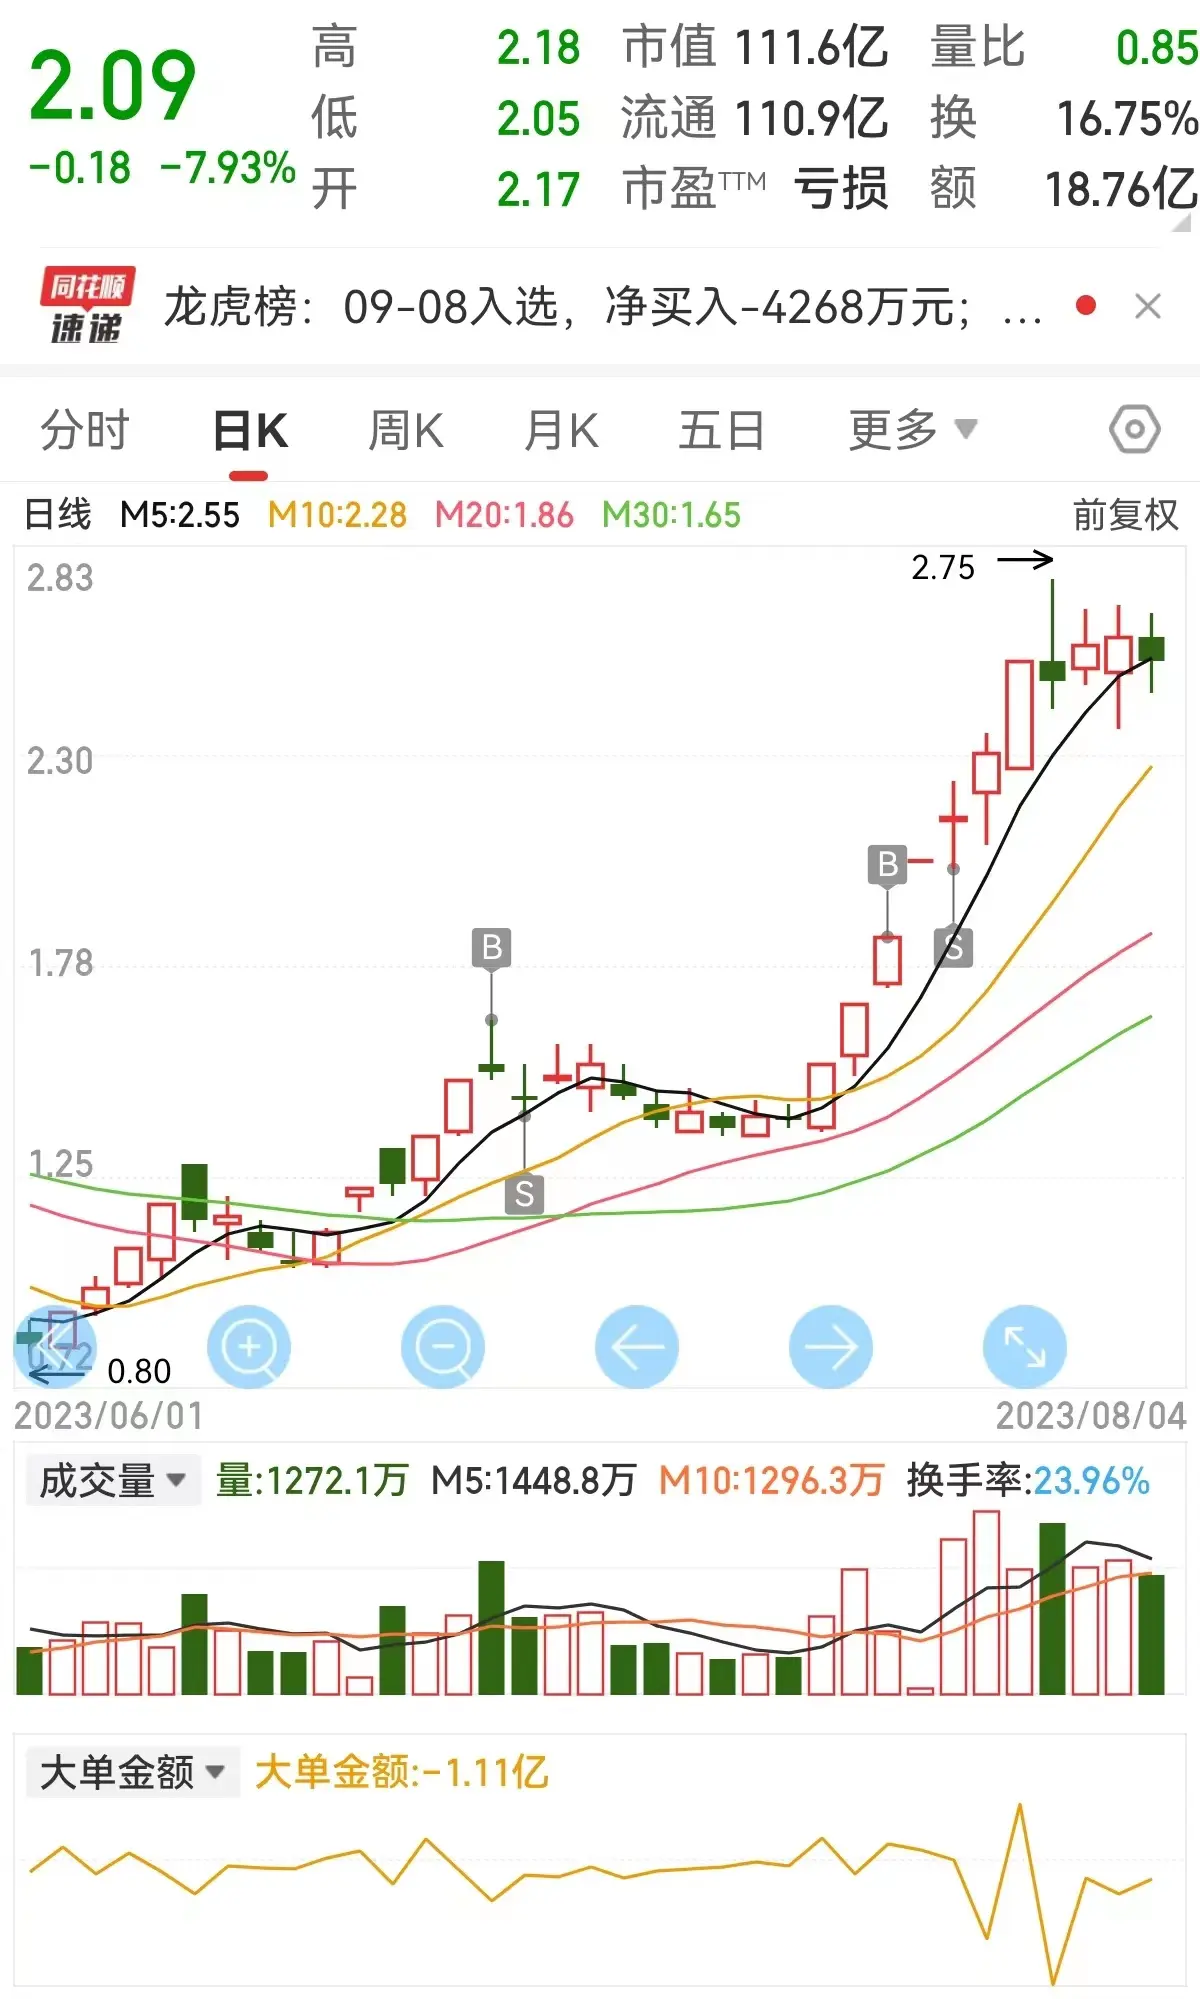 2.09
-0.18 -7.93%
高 2.18 市值 111.6亿 量比 0.85
低 2.05 流通 110.9亿 换 16.75%
开 2.17 市盈TTM 亏损 额 18.76亿
同花顺
速递
龙虎榜：09-08入选，净买入-4268万元；...
分时 日K 周K 月K 五日 更多
日线 M5:2.55 M10:2.28 M20:1.86 M30:1.65 前复权
2.83
2.75
2.30
B
1.78
B
S
1.25
S
0.72
0.80
2023/06/01 2023/08/04
成交量 量:1272.1万 M5:1448.8万 M10:1296.3万 换手率:23.96%
大单金额 大单金额:-1.11亿